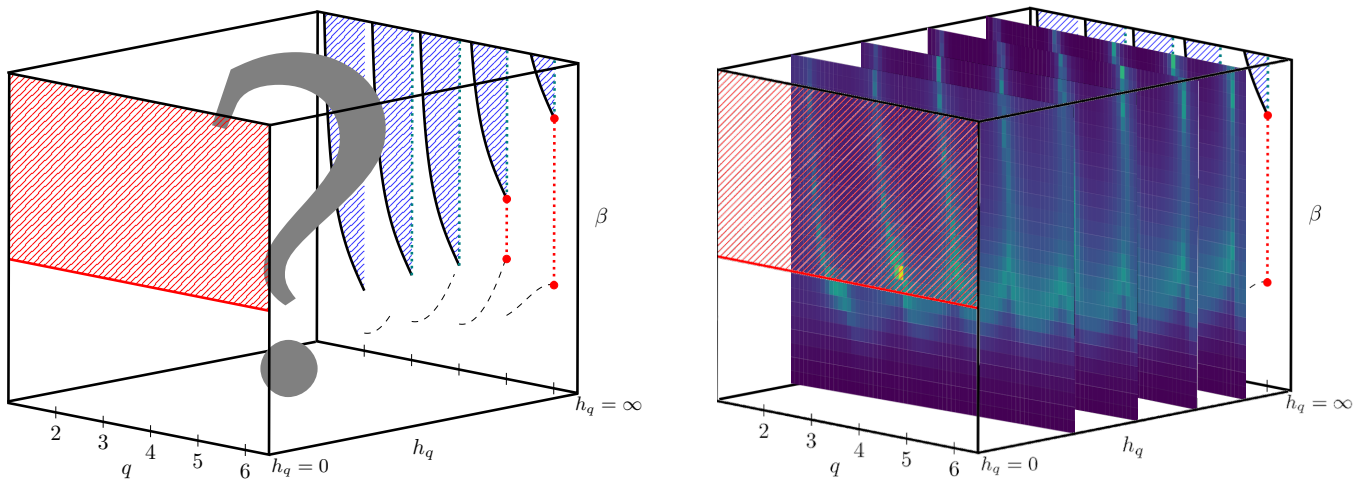 ?
β
h_q = ∞
h_q
h_q = 0
2
3
4
5
6
q
β
h_q = ∞
h_q
h_q = 0
2
3
4
5
6
q